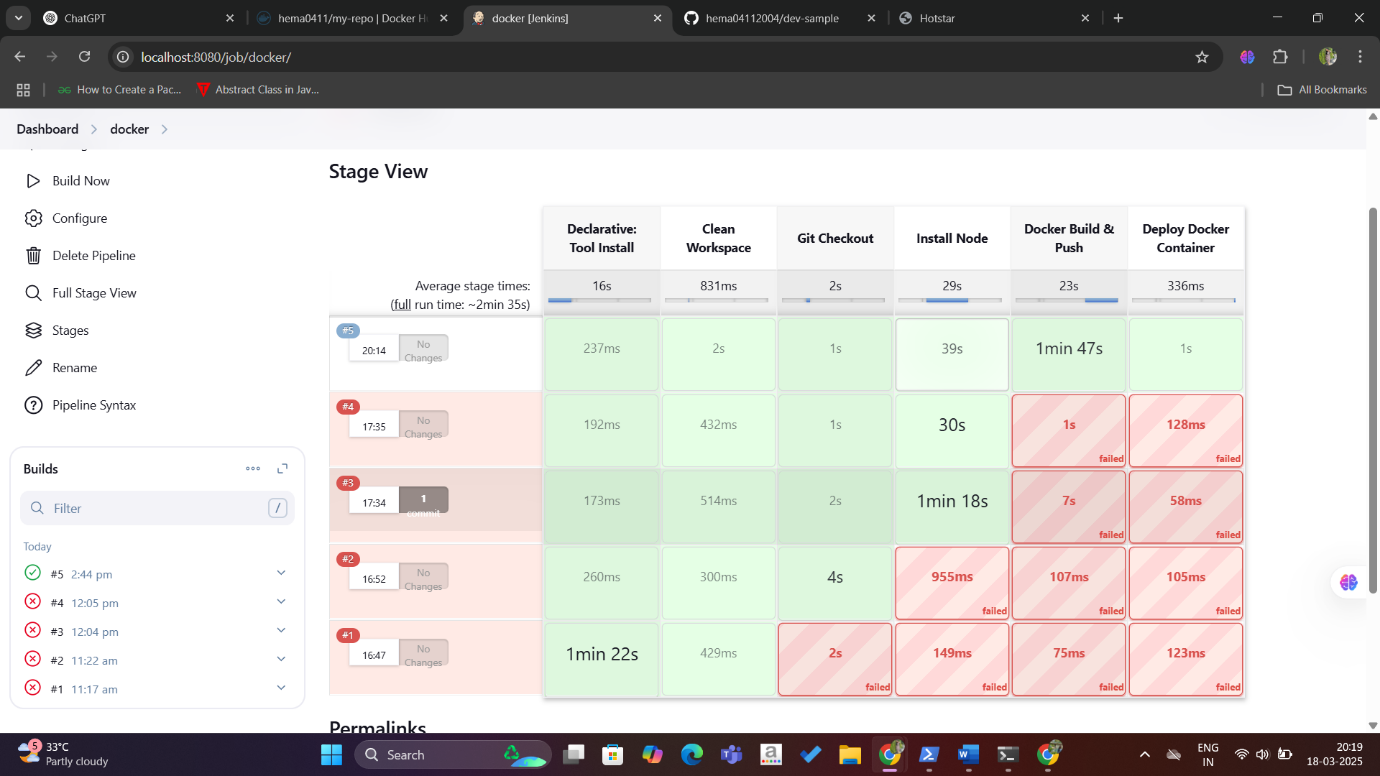 ChatGPT
hema0411/my-repo | Docker H
docker [Jenkins]
hema04112004/dev-sample
Hotstar
localhost:8080/job/docker/
How to Create a Pac...
Abstract Class in Jav...
All Bookmarks
Dashboard
docker
Build Now
Configure
Delete Pipeline
Full Stage View
Stages
Rename
Pipeline Syntax
Builds
Filter
/
Today
#5 2:44 pm
#4 12:05 pm
#3 12:04 pm
#2 11:22 am
#1 11:17 am
Stage View
Declarative:
Tool Install
Clean
Workspace
Git Checkout
Install Node
Docker Build &
Push
Deploy Docker
Container
Average stage times:
(full run time: ~2min 35s)
16s 831ms 2s 29s 23s 336ms
#5
20:14
No
Changes
237ms 2s 1s 39s 1min 47s 1s
#4
17:35
No
Changes
192ms 432ms 1s 30s 1s 128ms
failed failed
#3
17:34
1
commit
173ms 514ms 2s 1min 18s 7s 58ms
failed failed
#2
16:52
No
Changes
260ms 300ms 4s 955ms 107ms 105ms
failed failed failed
#1
16:47
No
Changes
1min 22s 429ms 2s 149ms 75ms 123ms
failed failed failed failed
Permalinks
5
33°C
Partly cloudy
Search
ENG
IN
20:19
18-03-2025